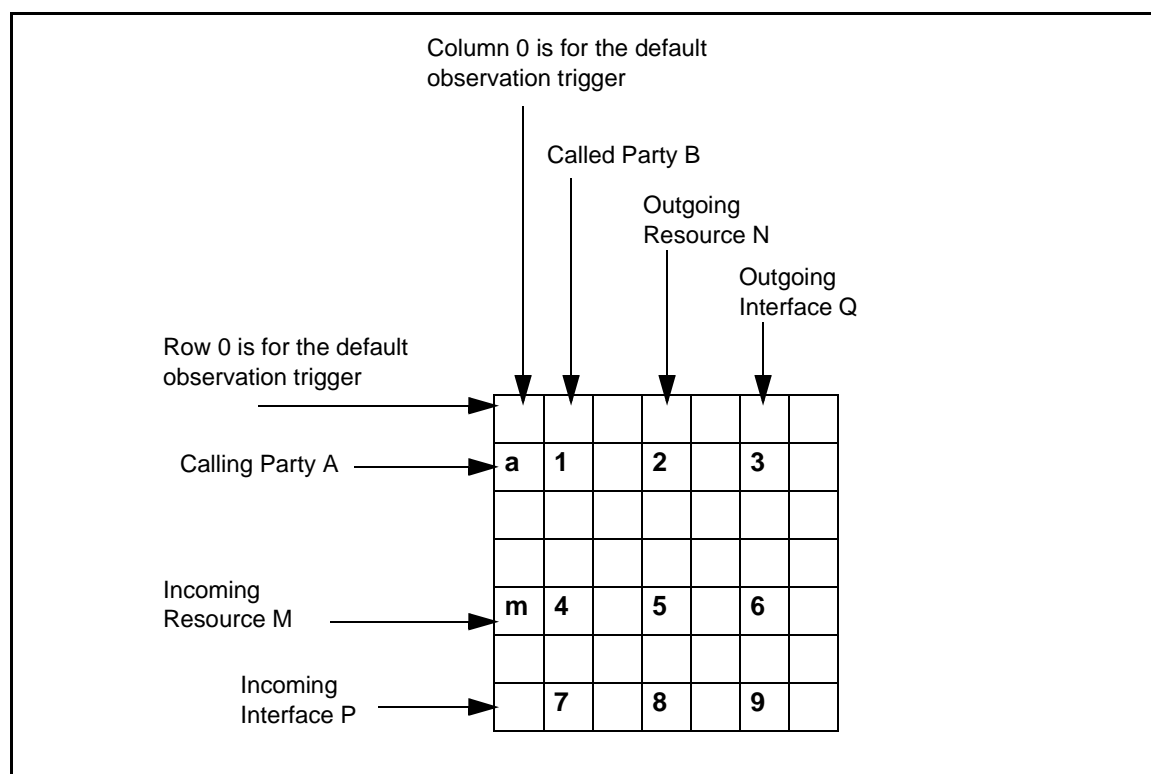 Column 0 is for the default
observation trigger
Called Party B
Outgoing
Resource N
Outgoing
Interface Q
Row 0 is for the default
observation trigger
Calling Party A
a 1 2 3
Incoming
Resource M
m 4 5 6
Incoming
Interface P
7 8 9